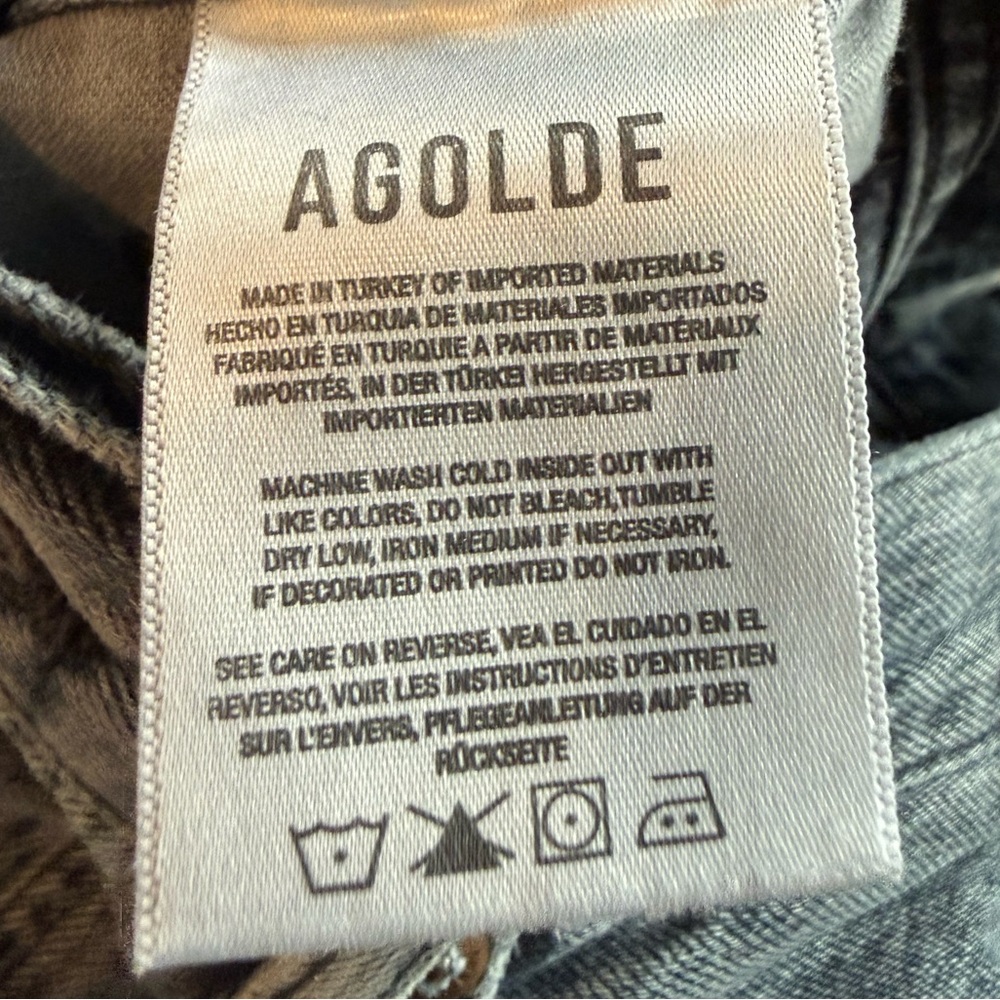 AGOLDE
MADE IN TURKEY OF IMPORTED MATERIALS
HECHO EN TURQUIA DE MATERIALES IMPORTADOS
FABRIQUÉ EN TURQUIE A PARTIR DE MATÉRIAUX
IMPORTÉS, IN DER TÜRKEI HERGESTELLT MIT
IMPORTIERTEN MATERIALIEN
MACHINE WASH COLD INSIDE OUT WITH
LIKE COLORS, DO NOT BLEACH,TUMBLE
DRY LOW, IRON MEDIUM IF NECESSARY,
IF DECORATED OR PRINTED DO NOT IRON.
SEE CARE ON REVERSE, VEA EL CUIDADO EN EL
REVERSO, VOIR LES INSTRUCTIONS D'ENTRETIEN
SUR L'ENVERS, PFLEGEANLEITUNG AUF DER
RÜCKSEITE